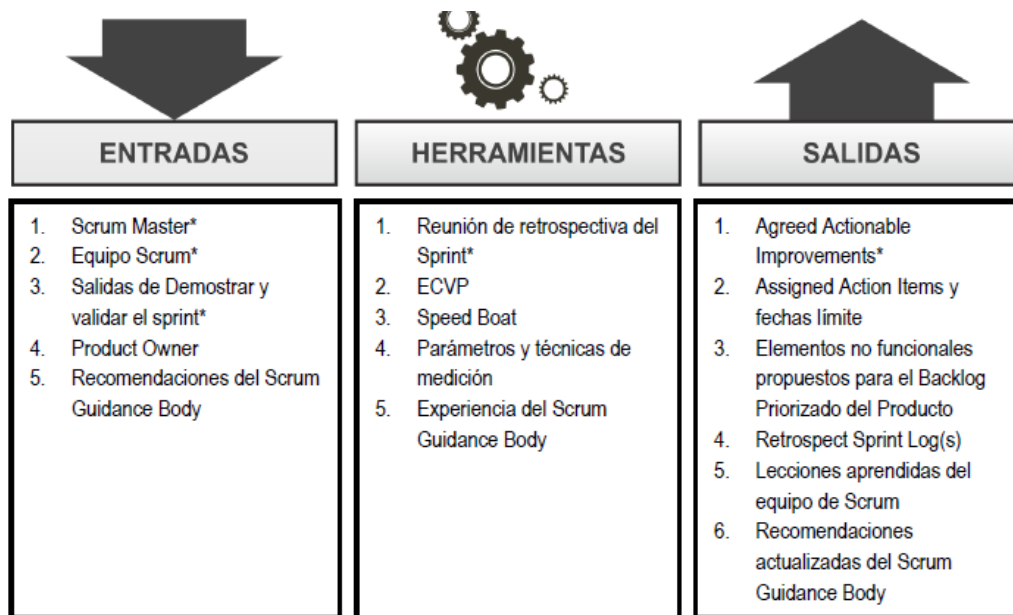 ENTRADAS
1. Scrum Master*
2. Equipo Scrum*
3. Salidas de Demostrar y
validar el sprint*
4. Product Owner
5. Recomendaciones del Scrum
Guidance Body
HERRAMIENTAS
1. Reunión de retrospectiva del
Sprint*
2. ECVP
3. Speed Boat
4. Parámetros y técnicas de
medición
5. Experiencia del Scrum
Guidance Body
SALIDAS
1. Agreed Actionable
Improvements*
2. Assigned Action Items y
fechas límite
3. Elementos no funcionales
propuestos para el Backlog
Priorizado del Producto
4. Retrospect Sprint Log(s)
5. Lecciones aprendidas del
equipo de Scrum
6. Recomendaciones
actualizadas del Scrum
Guidance Body